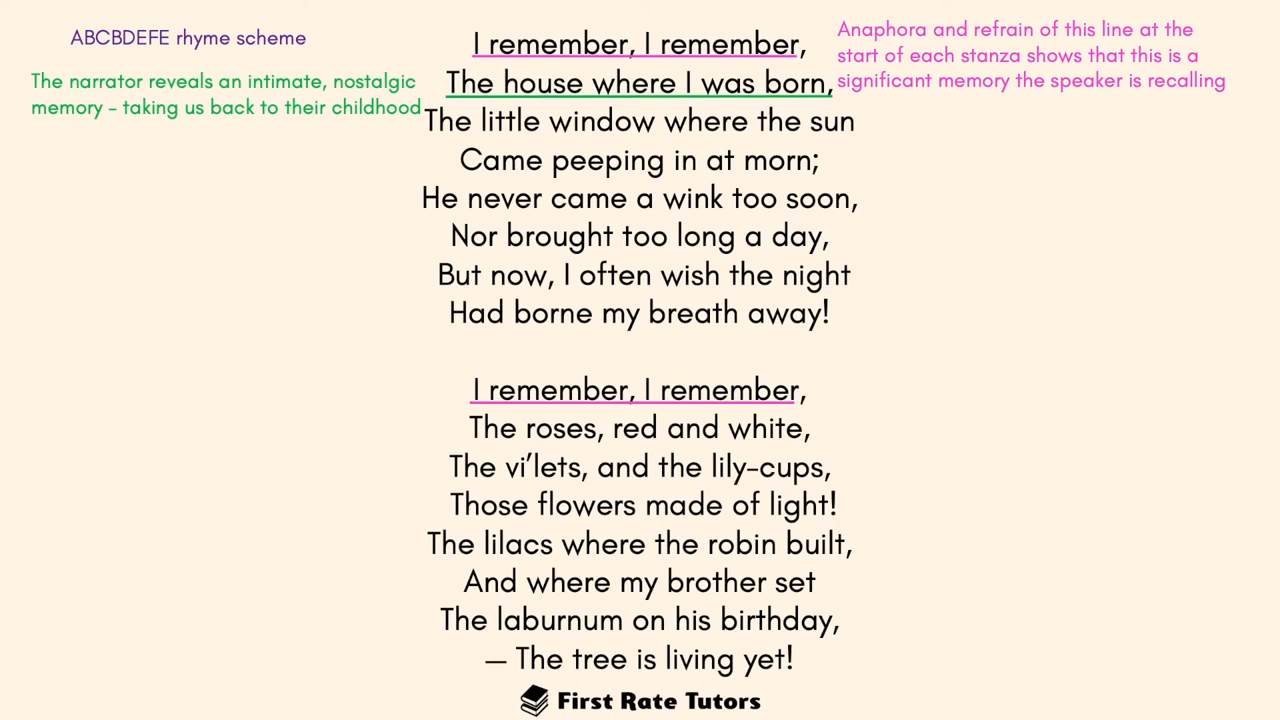 ABCBDEFE rhyme scheme
The narrator reveals an intimate, nostalgic
memory – taking us back to their childhood
Anaphora and refrain of this line at the
start of each stanza shows that this is a
significant memory the speaker is recalling
I remember, I remember,
The house where I was born,
The little window where the sun
Came peeping in at morn;
He never came a wink too soon,
Nor brought too long a day,
But now, I often wish the night
Had borne my breath away!
I remember, I remember,
The roses, red and white,
The vi’lets, and the lily-cups,
Those flowers made of light!
The lilacs where the robin built,
And where my brother set
The laburnum on his birthday,
— The tree is living yet!
First Rate Tutors